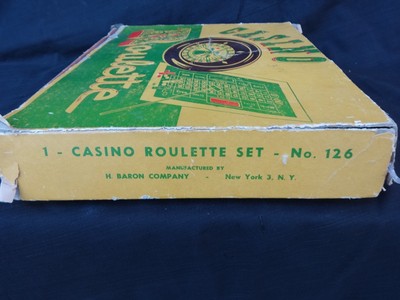 CASINO
Roulette
1 - CASINO ROULETTE SET - No. 126
MANUFACTURED BY
H. BARON COMPANY - New York 3, N. Y.